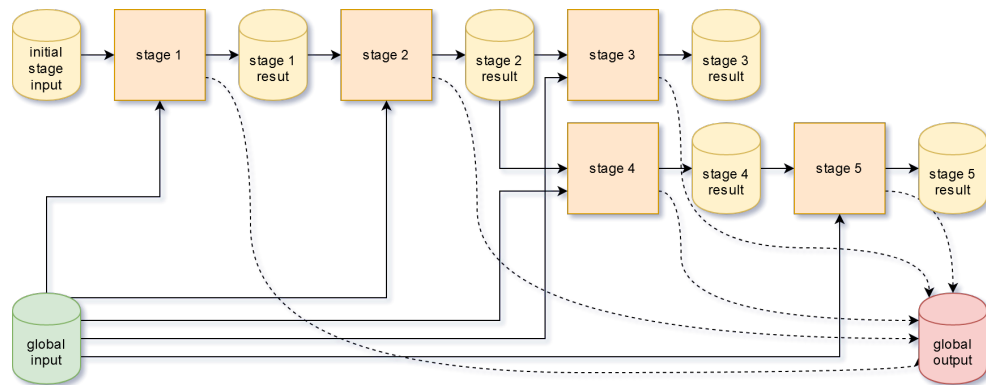 initial
stage
input
stage 1
stage 1
resut
stage 2
stage 2
result
stage 3
stage 3
result
stage 4
stage 4
result
stage 5
stage 5
result
global
input
global
output